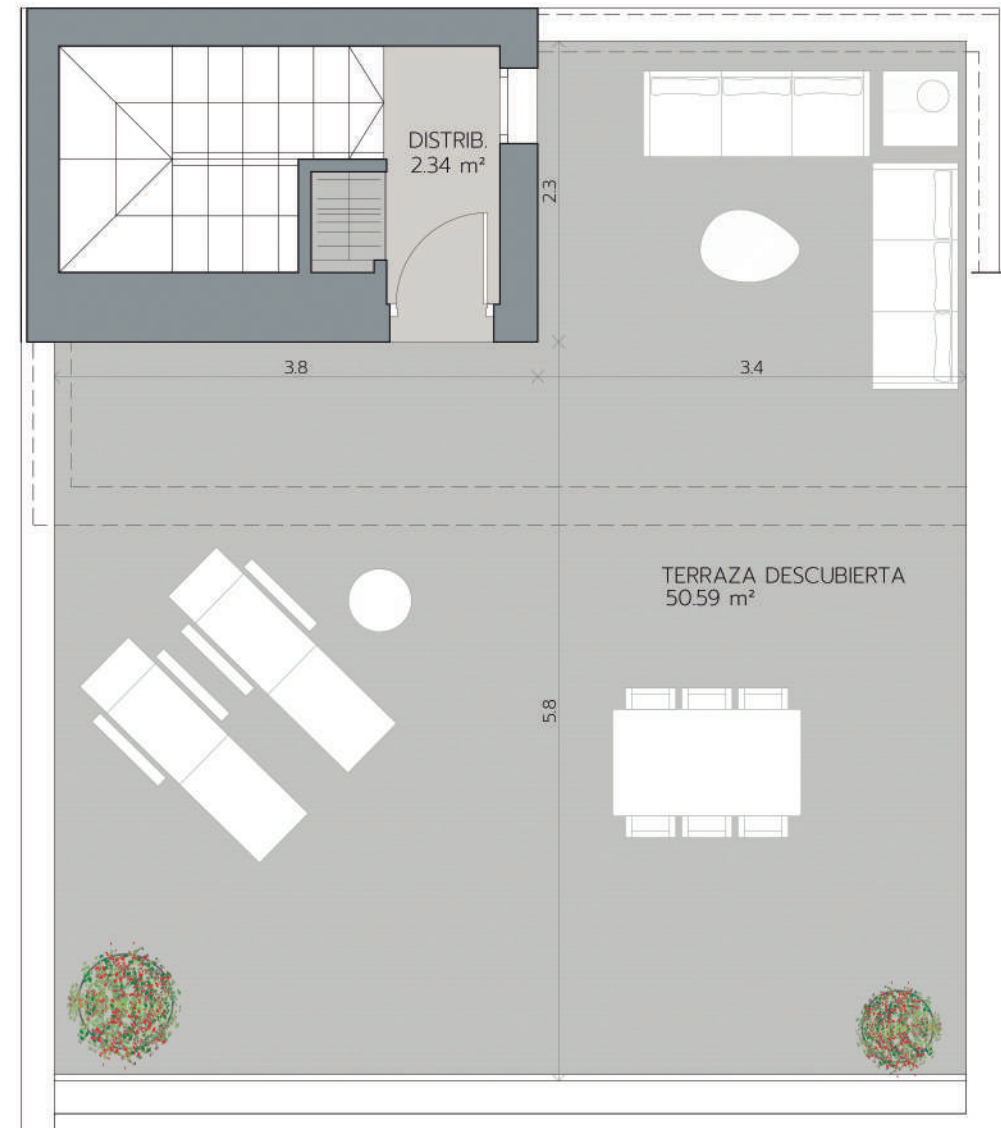 DISTRIB.
2.34 m²
2.3
3.8
3.4
TERRAZA DESCUBIERTA
50.59 m²
5.8